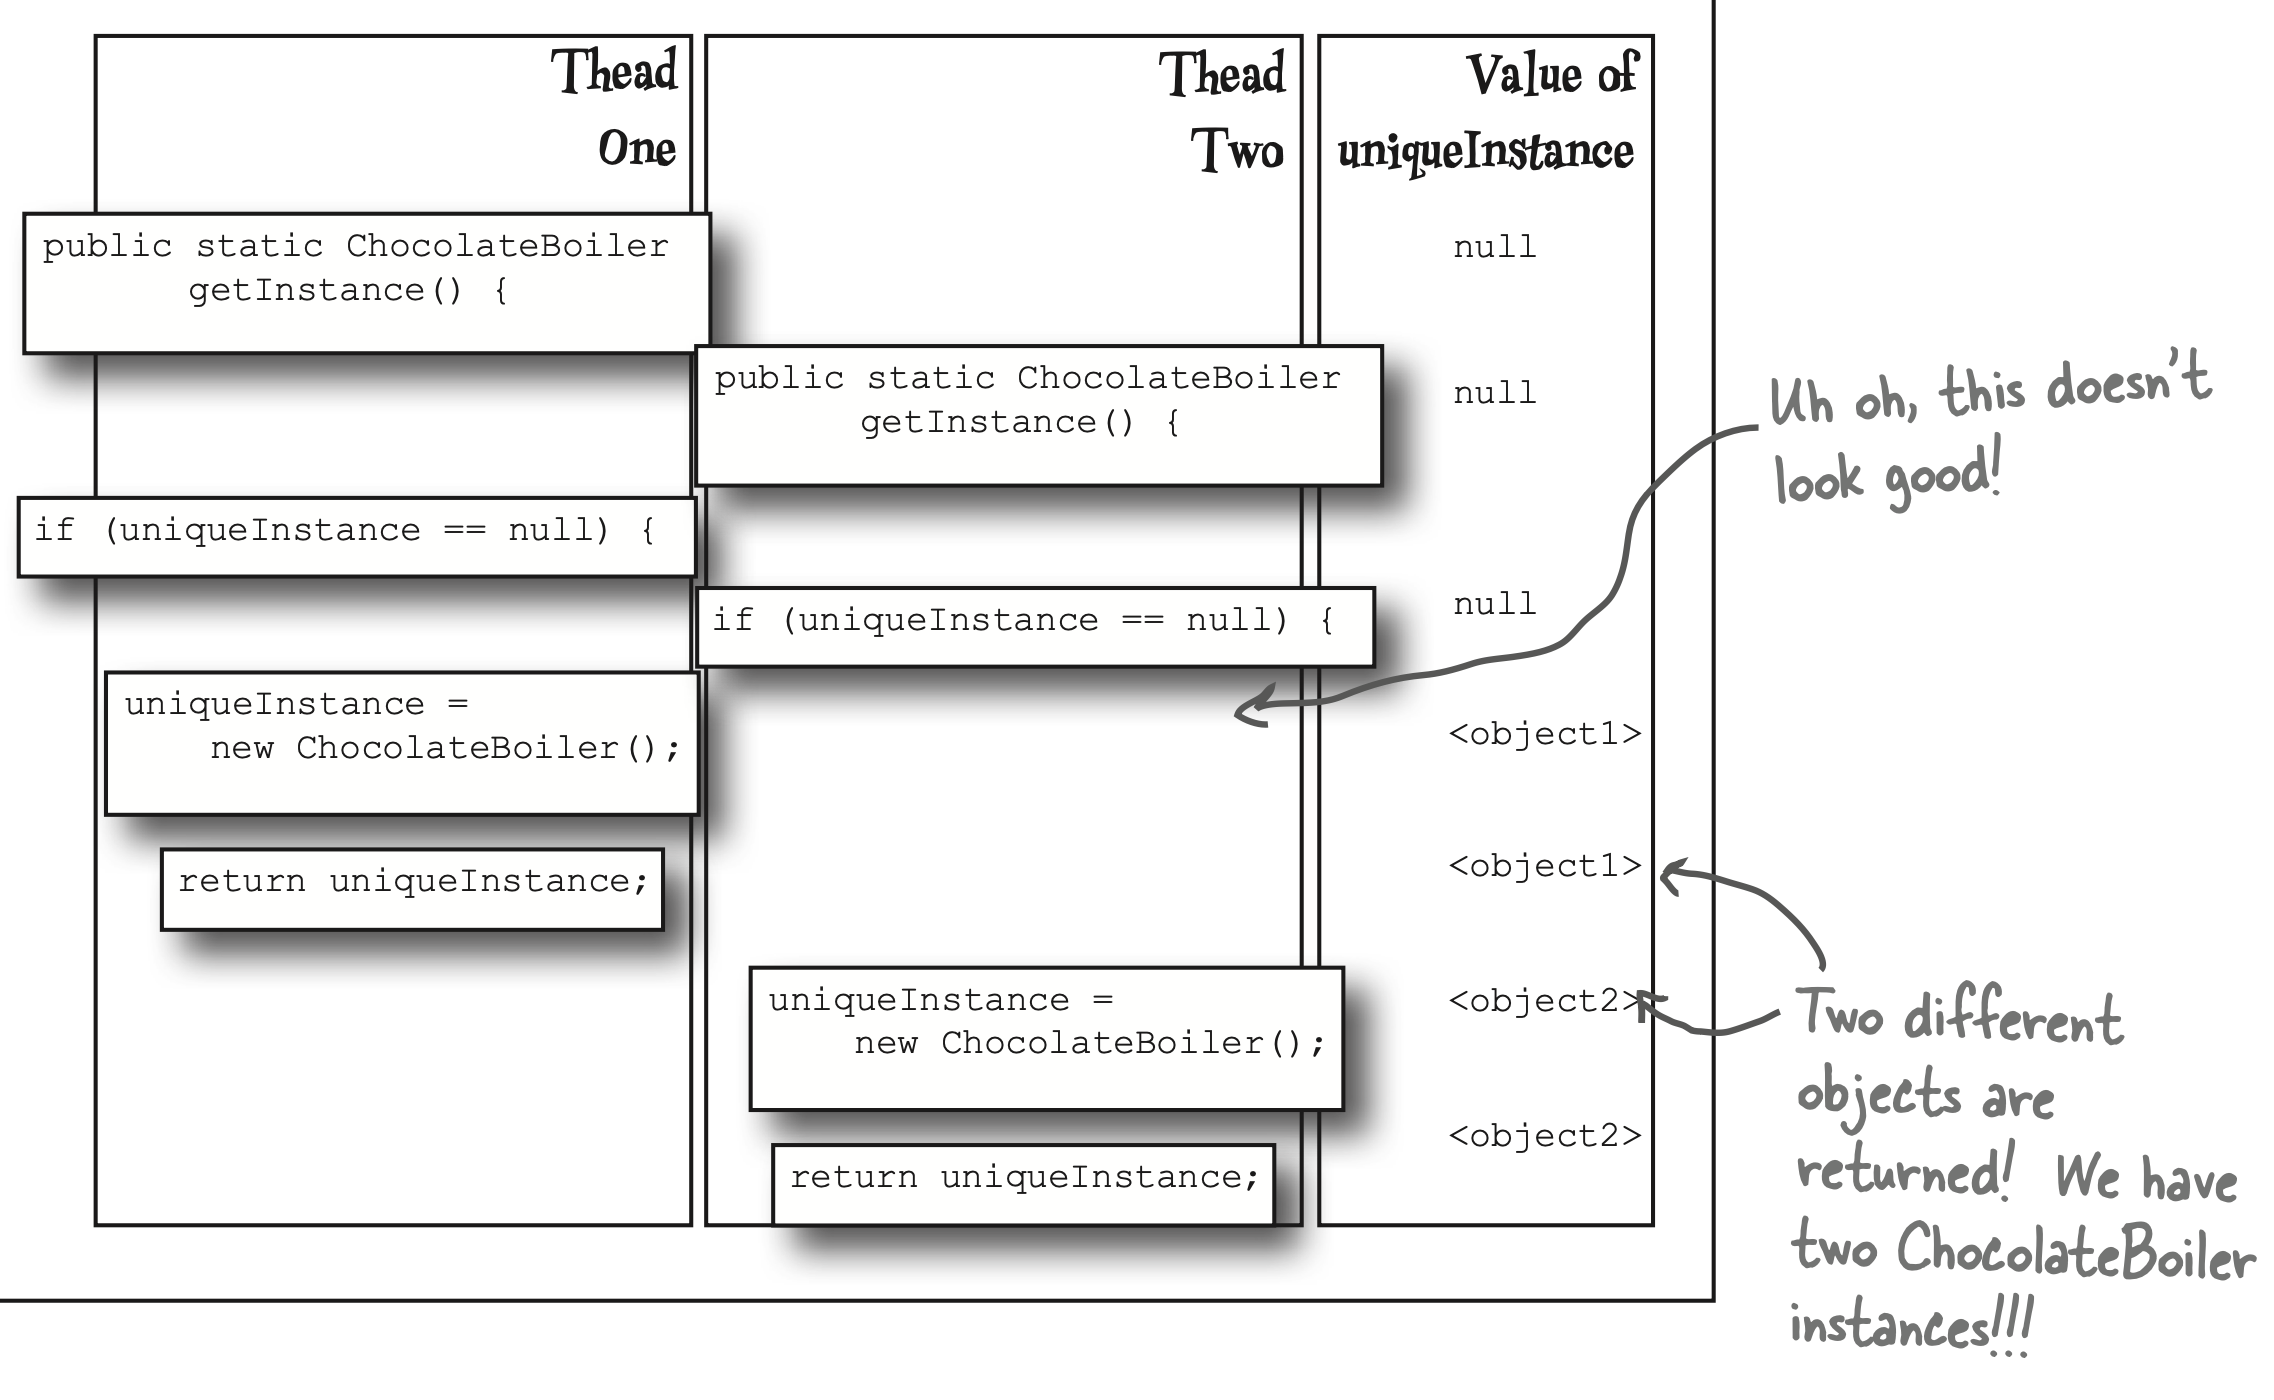 Thead
One
Thead
Two
Value of
uniqueInstance
public static ChocolateBoiler
getInstance() {
null
public static ChocolateBoiler
getInstance() {
null
Uh oh, this doesn't
look good!
if (uniqueInstance == null) {
if (uniqueInstance == null) {
null
uniqueInstance =
new ChocolateBoiler();
<object1>
return uniqueInstance;
<object1>
uniqueInstance =
new ChocolateBoiler();
<object2>
return uniqueInstance;
<object2>
Two different
objects are
returned! We have
two ChocolateBoiler
instances!!!